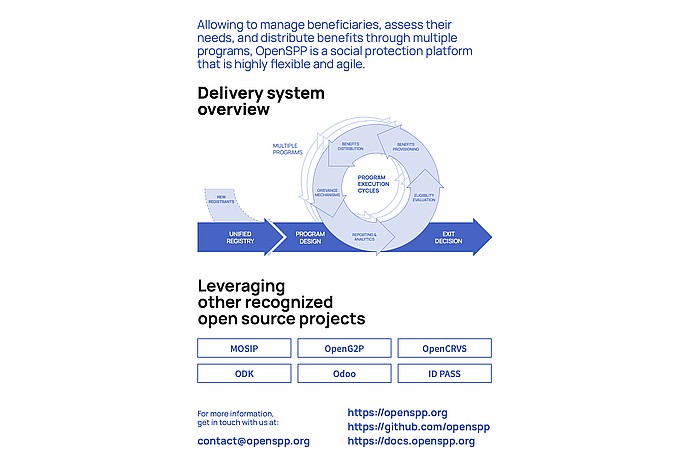 Allowing to manage beneficiaries, assess their
needs, and distribute benefits through multiple
programs, OpenSPP is a social protection platform
that is highly flexible and agile.
Delivery system
overview
MULTIPLE
PROGRAMS
BENEFITS
DISTRIBUTION
BENEFITS
PROVISIONING
PROGRAM
EXECUTION
CYCLES
NEW
REGISTRANTS
GRIEVANCE
MECHANISMS
ELIGIBILITY
EVALUATION
UNIFIED
REGISTRY
PROGRAM
DESIGN
REPORTING &
ANALYTICS
EXIT
DECISION
Leveraging
other recognized
open source projects
MOSIP
OpenG2P
OpenCRVS
ODK
Odoo
ID PASS
For more information,
get in touch with us at:
contact@openspp.org
https://openspp.org
https://github.com/openspp
https://docs.openspp.org